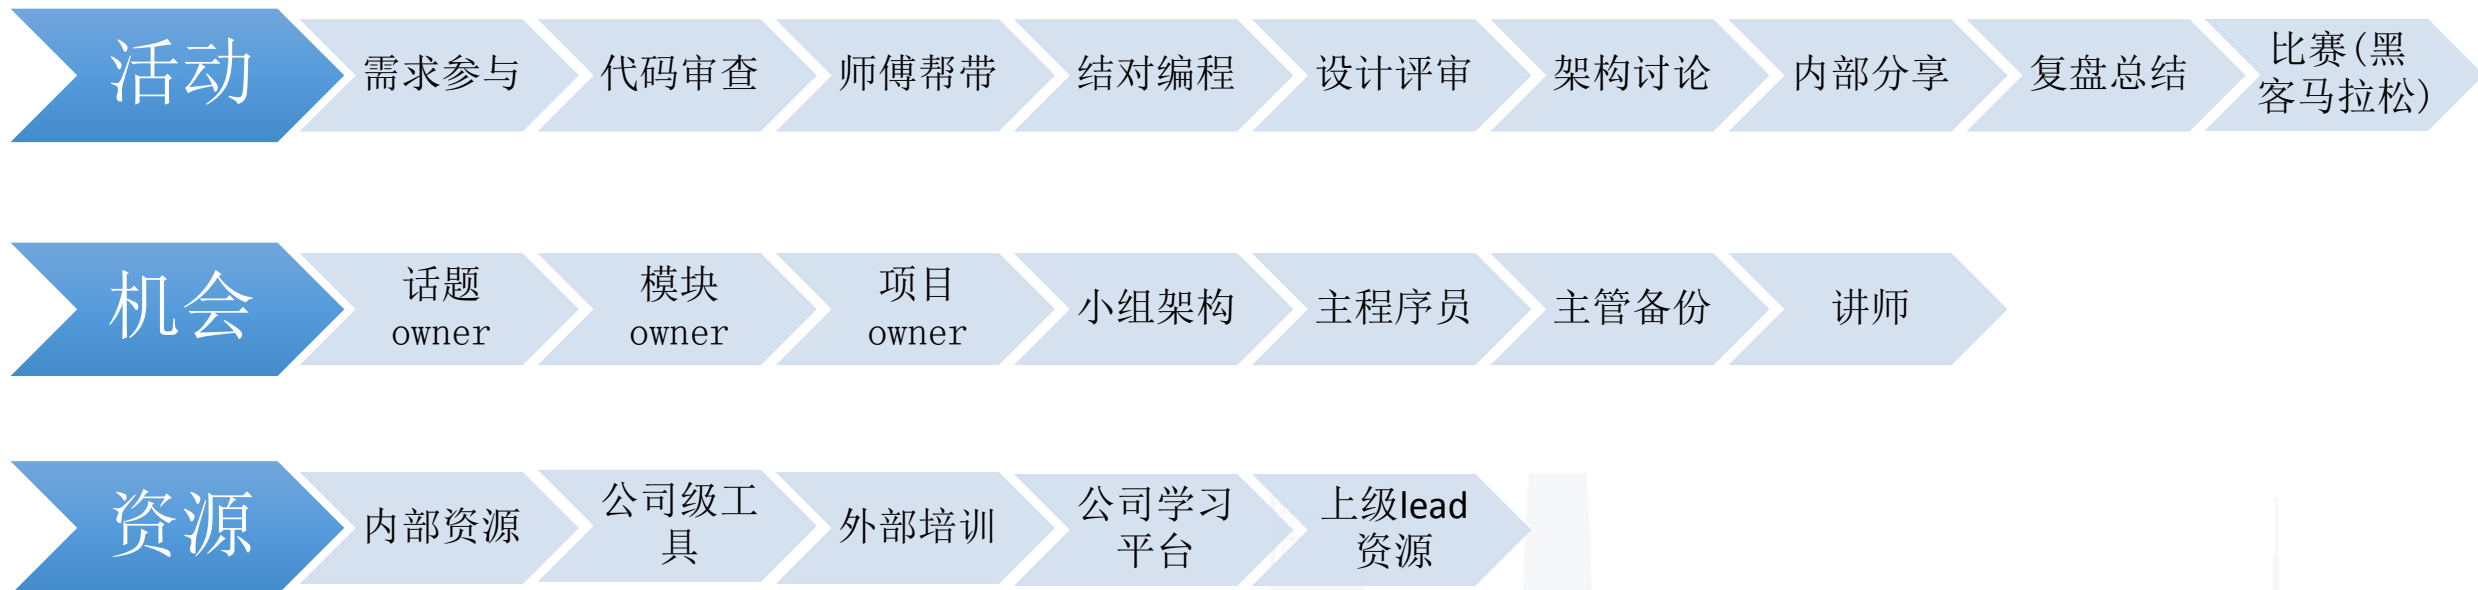 活动
需求参与
代码审查
师傅帮带
结对编程
设计评审
架构讨论
内部分享
复盘总结
比赛(黑
客马拉松)
机会
话题
owner
模块
owner
项目
owner
小组架构
主程序员
主管备份
讲师
资源
内部资源
公司级工
具
外部培训
公司学习
平台
上级lead
资源